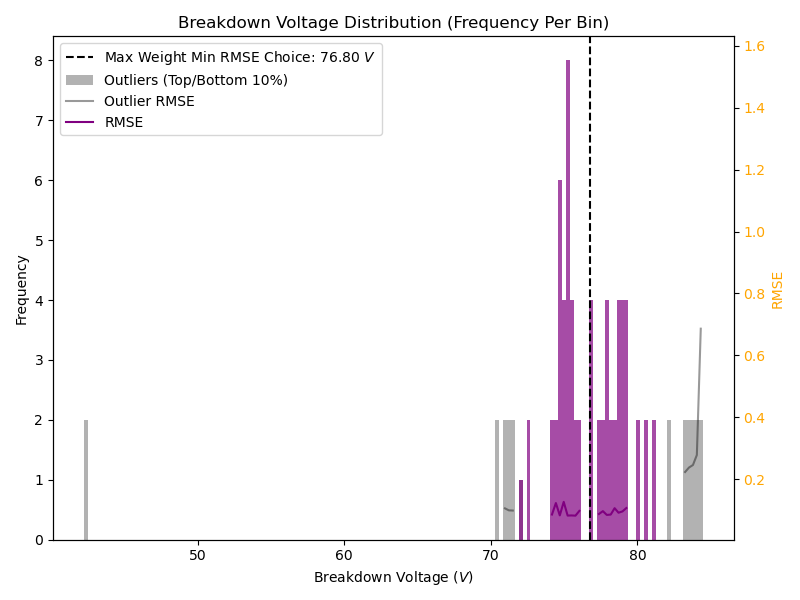 Breakdown Voltage Distribution (Frequency Per Bin)
Max Weight Min RMSE Choice: 76.80 V
Outliers (Top/Bottom 10%)
Outlier RMSE
RMSE
Frequency
8
7
6
5
4
3
2
1
0
1.6
1.4
1.2
1.0
0.8
0.6
0.4
0.2
RMSE
50 60 70 80
Breakdown Voltage (V)